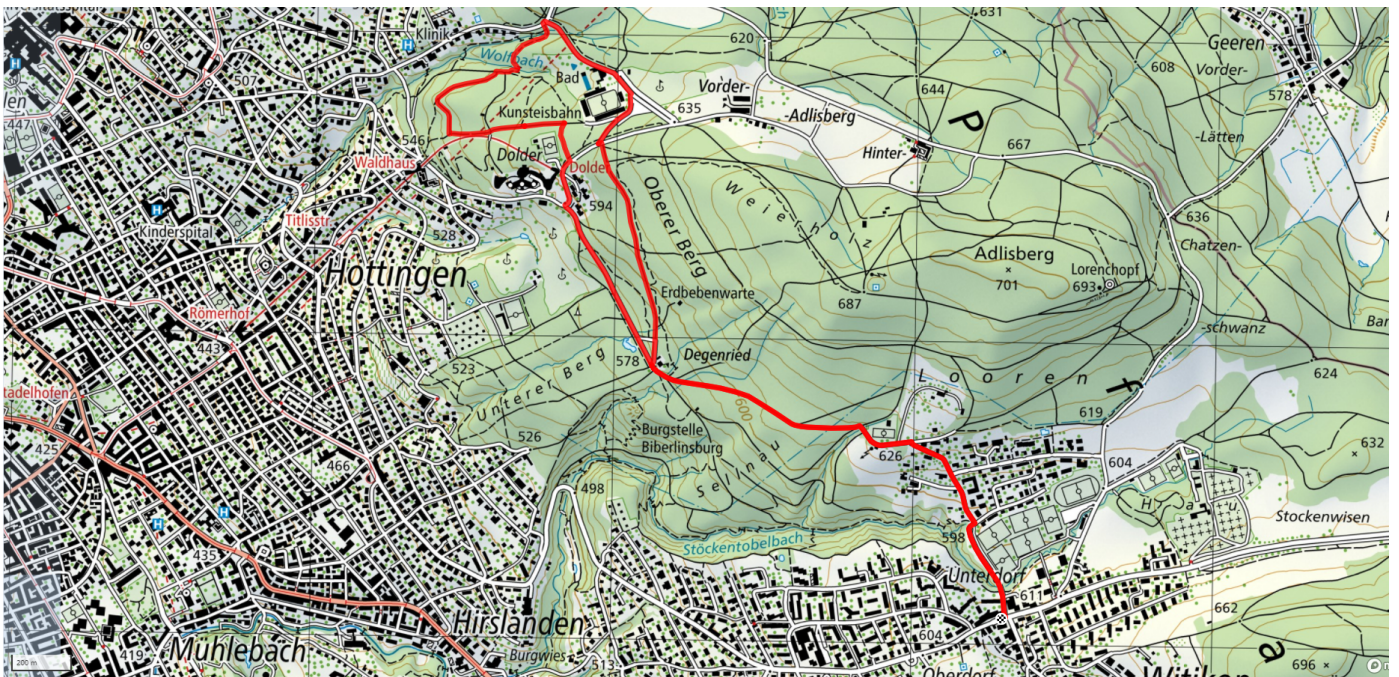 Klinik
620
631
Geeren
Wolfbach
507
Bad
Vorder-
608
Vorder-
644
578
Kunsteisbahn
635
-Adlisberg
P
-Lätten
447
546
667
Hinter-
Dolder
Waldhaus
Weierholz
594
Oberer Berg
Titlisstr.
636
Kinderspital
528
Chatzen-
Hottingen
Adlisberg
701
Lorenchopf
693
Erdbebenwarte
687
Römerhof
-schwanz
443
578
Degenried
523
Unterer Berg
Looren
f
624
600
619
Burgstelle
Biberlinsburg
526
425
626
632
466
Sellnau
604
498
Stockenwisen
Stöckentobelbach
598
435
Unterdorf
611
662
Hirslanden
604
Mühlebach
419
Burgwies
513
Oberdorf
Witikon
a
696
200 m